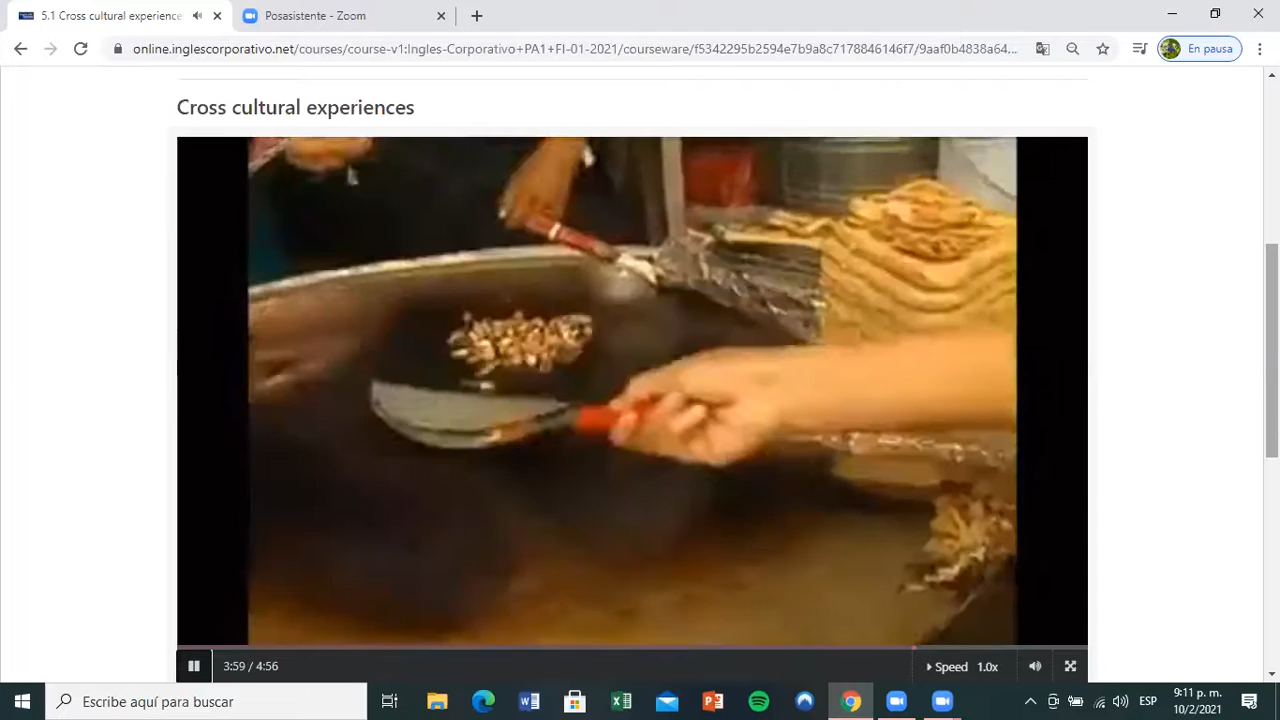 5.1 Cross cultural experience
Posasistente - Zoom
online.inglescorporativo.net/courses/course-v1:Ingles-Corporativo+PA1+FI-01-2021/courseware/f5342295b2594e7b9a8c7178846146f7/9aaf0b4838a64...
En pausa
Cross cultural experiences
3:59 / 4:56
Speed 1.0x
Escribe aquí para buscar
ESP
9:11 p. m.
10/2/2021